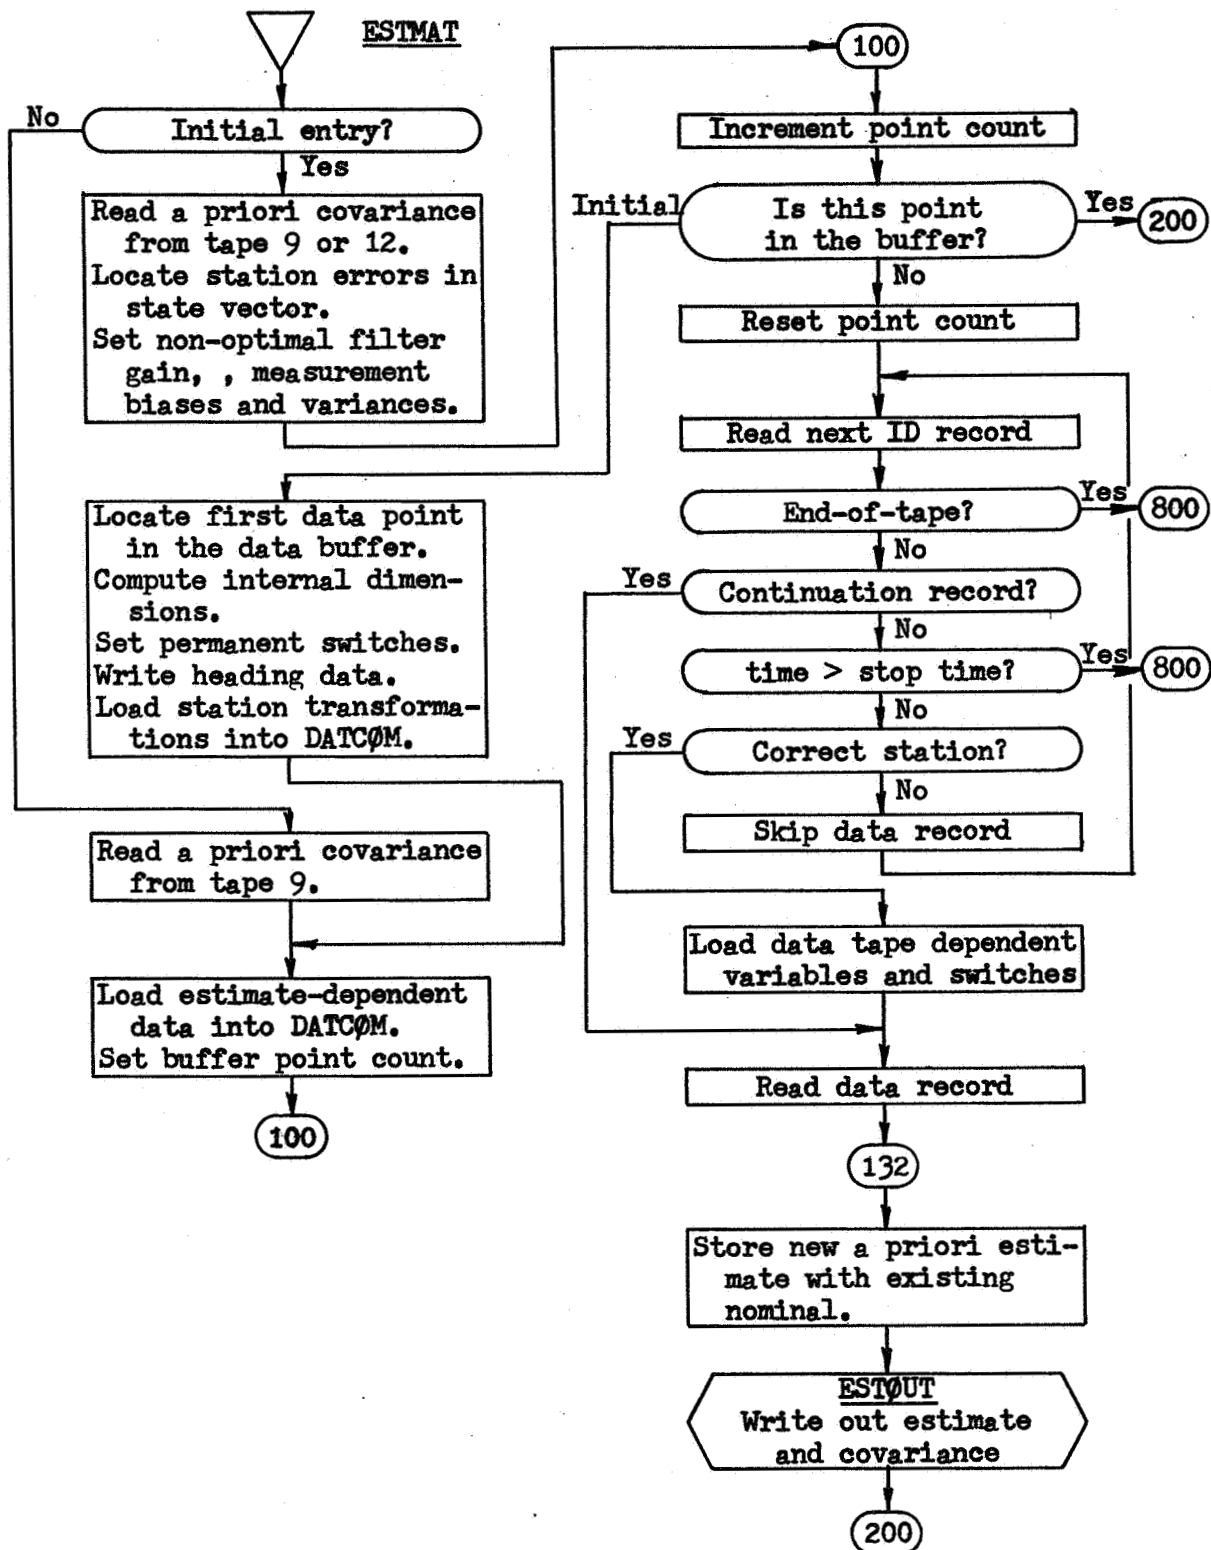 ESTMAT
No
Initial entry?
Yes
Read a priori covariance
from tape 9 or 12.
Locate station errors in
state vector.
Set non-optimal filter
gain, , measurement
biases and variances.
Locate first data point
in the data buffer.
Compute internal dimen-
sions.
Set permanent switches.
Write heading data.
Load station transforma-
tions into DATCØM.
Read a priori covariance
from tape 9.
Load estimate-dependent
data into DATCØM.
Set buffer point count.
100
100
Increment point count
Initial
Is this point
in the buffer?
Yes
200
No
Reset point count
Read next ID record
End-of-tape?
Yes
800
No
Yes
Continuation record?
No
time > stop time?
Yes
800
No
Yes
Correct station?
No
Skip data record
Load data tape dependent
variables and switches
Read data record
132
Store new a priori esti-
mate with existing
nominal.
ESTØUT
Write out estimate
and covariance
200